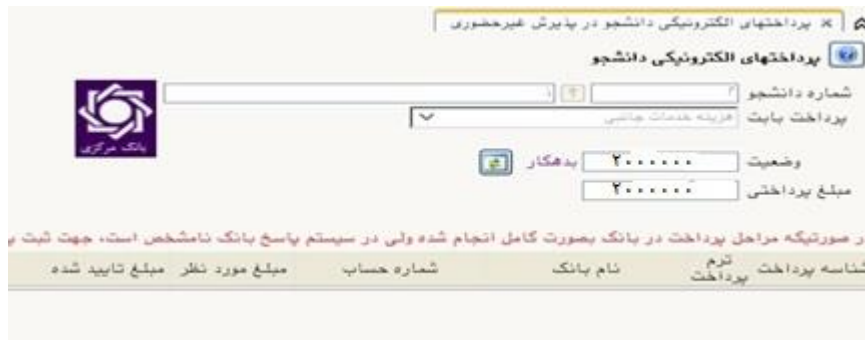 × پرداختهای الکترونیکی دانشجو در پذیرش غیرحضوری
پرداختهای الکترونیکی دانشجو
شماره دانشجو
پرداخت بابت هزینه خدمات جانبی
بانک مرکزی
وضعیت ۲۰۰۰۰۰۰ بدهکار
مبلغ پرداختی ۲۰۰۰۰۰۰
ر صورتیکه مراحل پرداخت در بانک بصورت کامل انجام شده ولی در سیستم پاسخ بانک نامشخص است، جهت ثبت
شناسه پرداخت ترم پرداخت نام بانک شماره حساب مبلغ مورد نظر مبلغ تایید شده